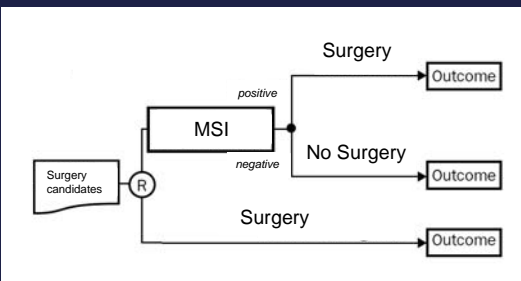 Surgery
Outcome
positive
MSI
negative
No Surgery
Surgery
candidates
R
Outcome
Surgery
Outcome